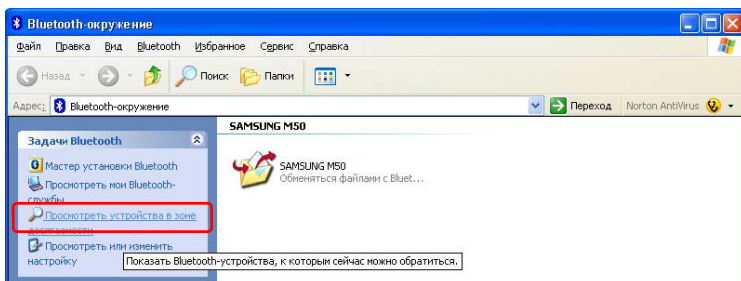 Bluetooth-окружение
Файл Правка Вид Bluetooth Избранное Сервис Справка
Назад Поиск Папки
Адрес: Bluetooth-окружение Переход Norton AntiVirus
SAMSUNG M50
Задачи Bluetooth
Мастер установки Bluetooth
Просмотреть мои Bluetooth-
службы
Просмотреть устройства в зоне
досягаемости
Просмотреть или изменить
настройку
SAMSUNG M50
Обменяться файлами с Bluet...
Показать Bluetooth-устройства, к которым сейчас можно обратиться.